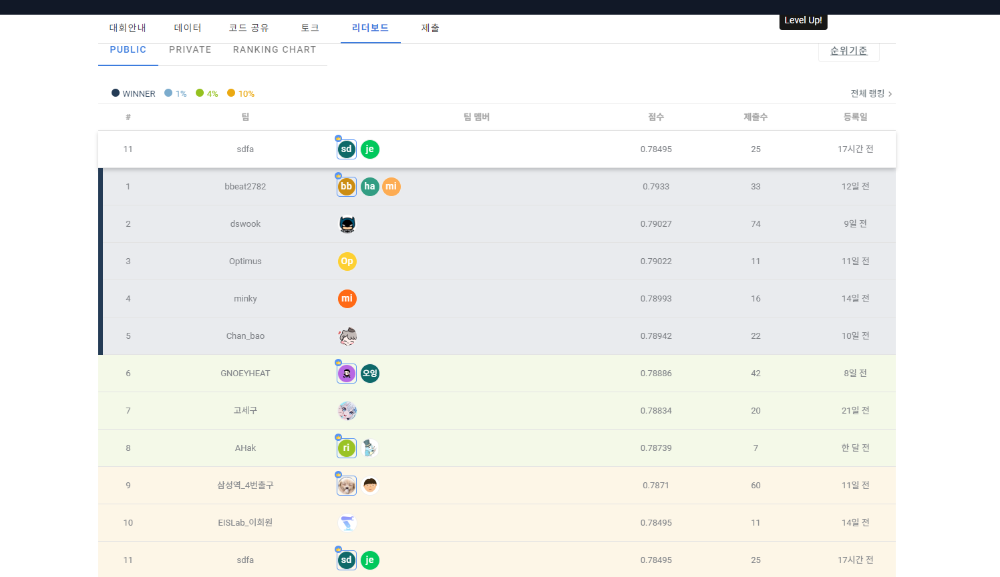 Level Up!
대회안내 데이터 코드 공유 토크 리더보드 제출
PUBLIC PRIVATE RANKING CHART 순위기준
WINNER 1% 4% 10% 전체 랭킹 >
# 팀 팀 멤버 점수 제출수 등록일
11 sdfa sd je 0.78495 25 17시간 전
1 bbeat2782 bb ha mi 0.7933 33 12일 전
2 dswook 0.79027 74 9일 전
3 Optimus Op 0.79022 11 11일 전
4 minky mi 0.78993 16 14일 전
5 Chan_bao 0.78942 22 10일 전
6 GNOEYHEAT 오잉 0.78886 42 8일 전
7 고세구 0.78834 20 21일 전
8 AHak ri 0.78739 7 한 달 전
9 삼성역_4번출구 0.7871 60 11일 전
10 EISLab_이희원 0.78495 11 14일 전
11 sdfa sd je 0.78495 25 17시간 전